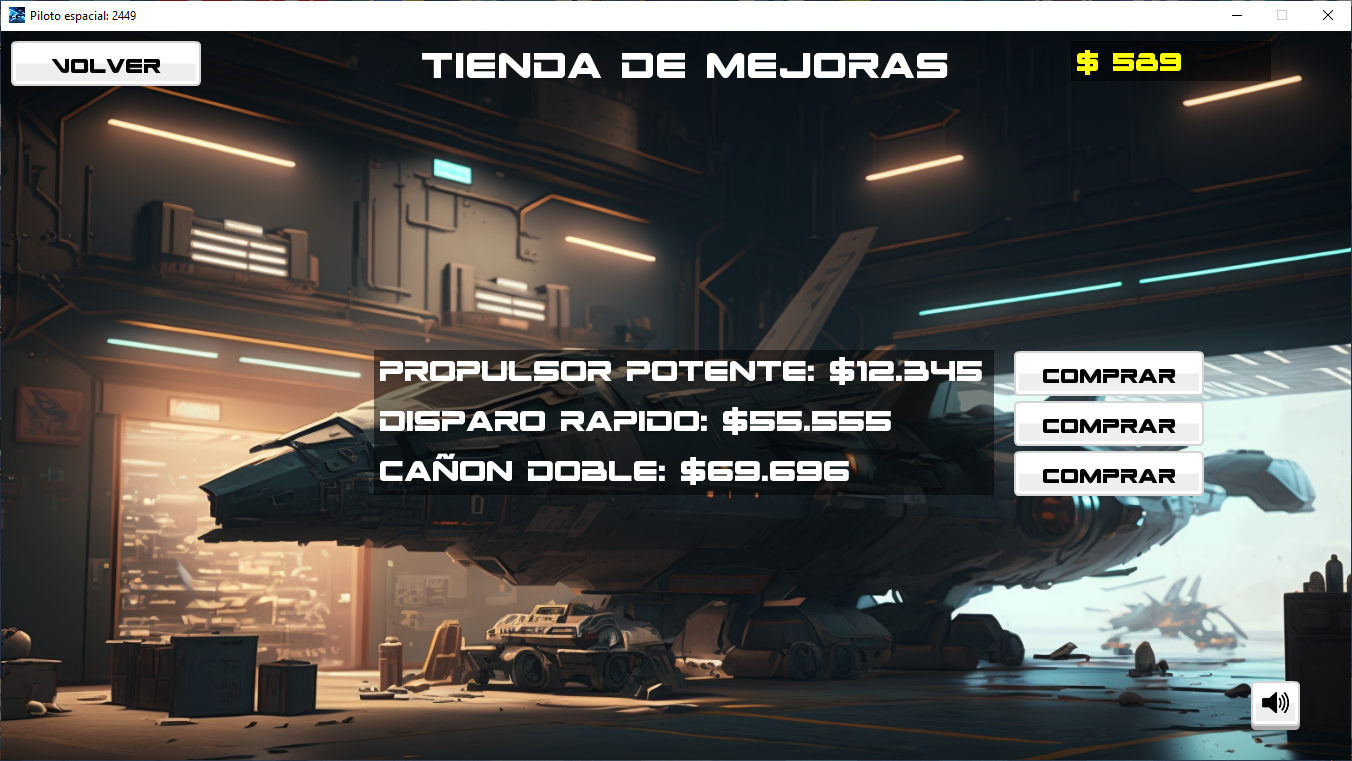 Piloto espacial: 2449
VOLVER
TIENDA DE MEJORAS
$ 589
PROPULSOR POTENTE: $12.345
COMPRAR
DISPARO RAPIDO: $55.555
COMPRAR
CAÑON DOBLE: $69.696
COMPRAR